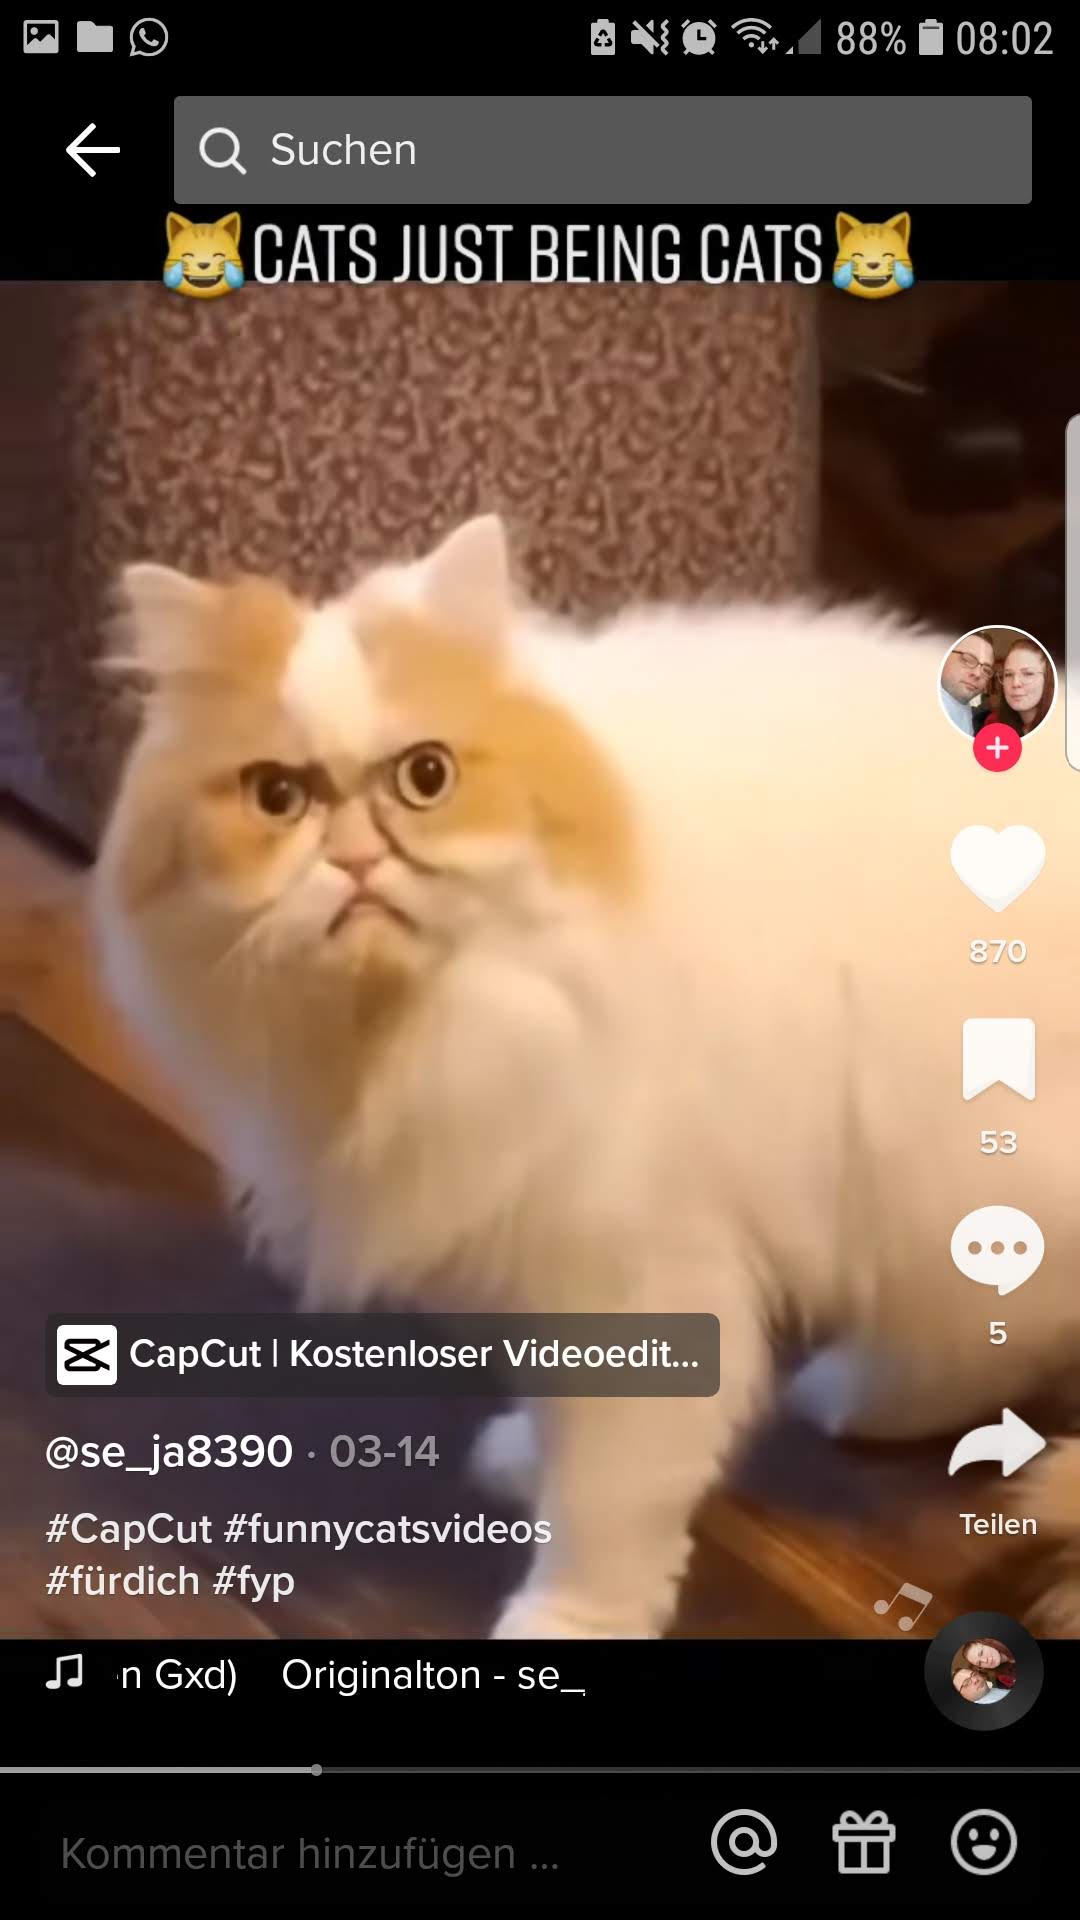 88% 08:02
Suchen
😹CATS JUST BEING CATS😹
870
53
5
CapCut | Kostenloser Videoedit...
@se_ja8390 · 03-14
Teilen
#CapCut #funnycatsvideos
#fürdich #fyp
n Gxd) Originalton - se_
Kommentar hinzufügen ...